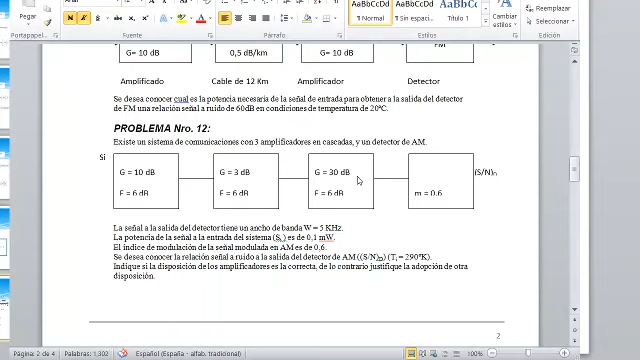 Pegar
N
A
AaBbCcDd AaBbCcDd AaBbC
¶ Normal ¶ Sin espaci... Título 1
Cambiar
Reemplazar
Seleccionar
Portapapeles Fuente Párrafo Estilos Edición
G= 10 dB 0,5 dB/km G= 10 dB FM
Amplificado Cable de 12 Km Amplificador Detector
Se desea conocer cual es la potencia necesaria de la señal de entrada para obtener a la salida del detector
de FM una relación señal a ruido de 60dB en condiciones de temperatura de 20°C.
PROBLEMA Nro. 12:
Existe un sistema de comunicaciones con 3 amplificadores en cascadas, y un detector de AM.
Si
G = 10 dB G = 3 dB G = 30 dB (S/N)D
F = 6 dB F = 6 dB F = 6 dB m = 0.6
La señal a la salida del detector tiene un ancho de banda W = 5 KHz.
La potencia de la señal a la entrada del sistema (Si) es de 0,1 mW.
El índice de modulación de la señal modulada en AM es de 0,6.
Se desea conocer la relación señal a ruido a la salida del detector de AM ((S/N)D) (Ti = 290°K).
Indique si la disposición de los amplificadores es la correcta, de lo contrario justifique la adopción de otra
disposición.
2
Página: 2 de 4 Palabras: 1,302 Español (España - alfab. tradicional) 100%